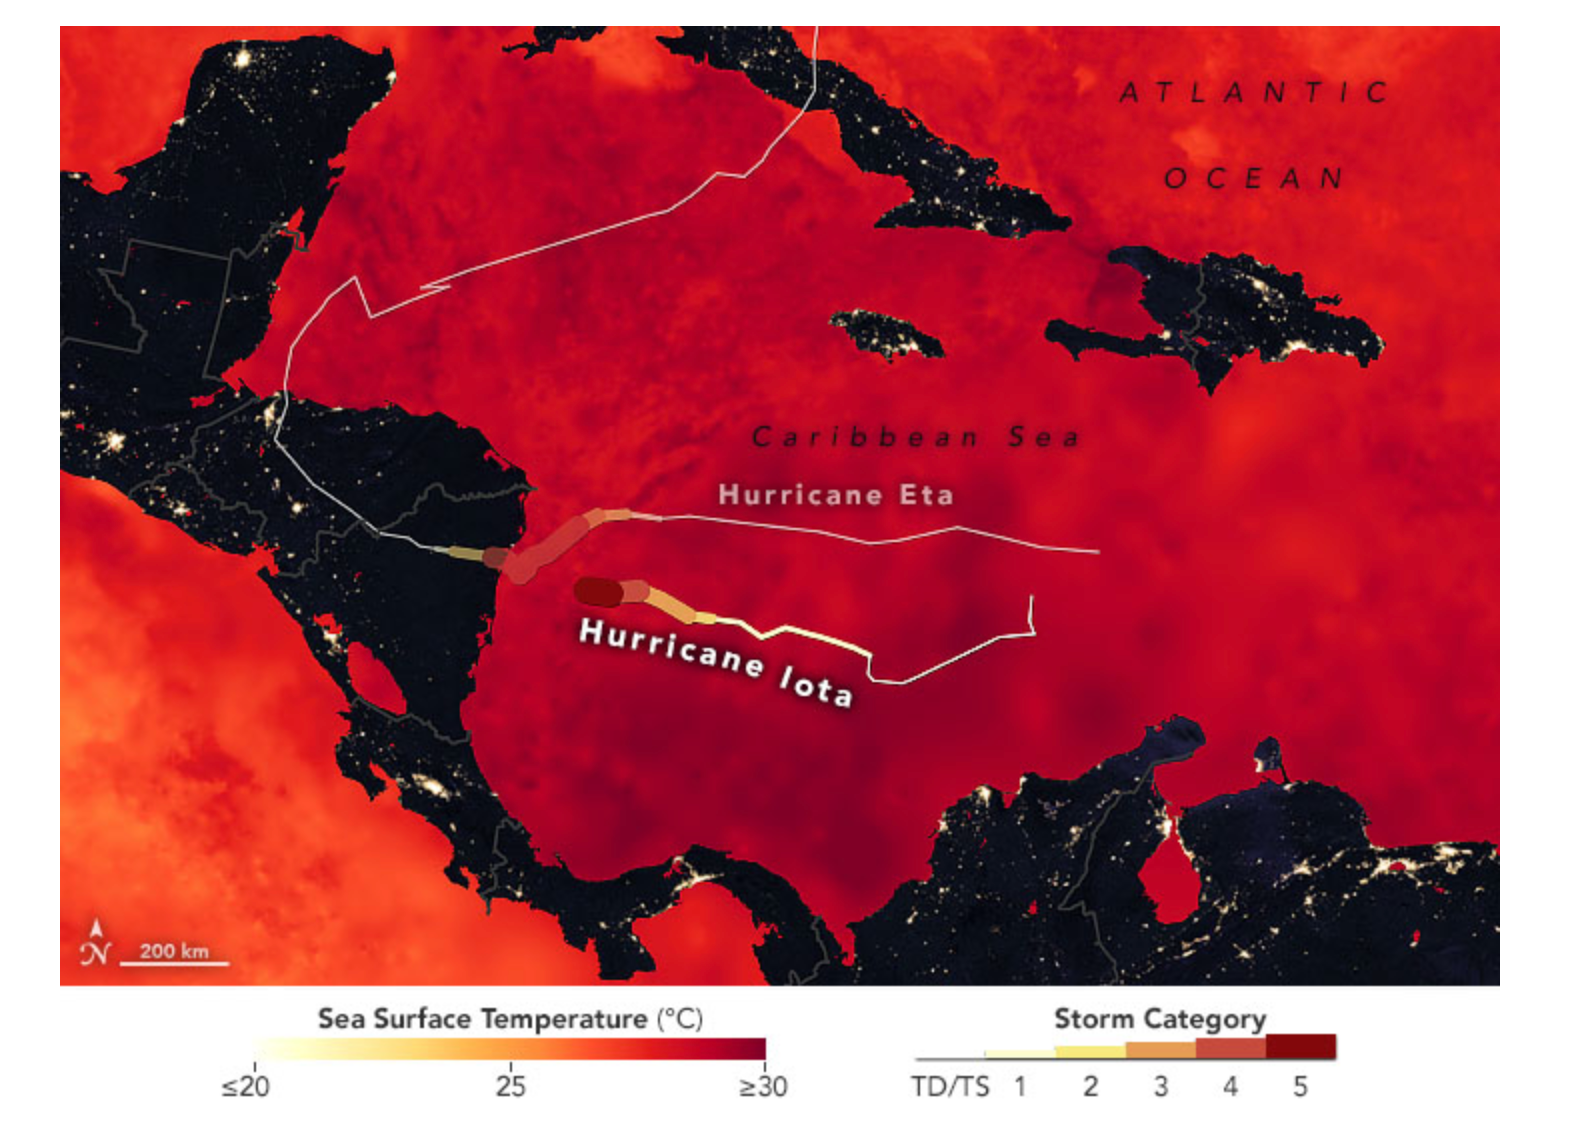 ATLANTIC
OCEAN
Caribbean Sea
Hurricane Eta
Hurricane Iota
N
200 km
Sea Surface Temperature (°C)
≤20 25 ≥30
Storm Category
TD/TS 1 2 3 4 5